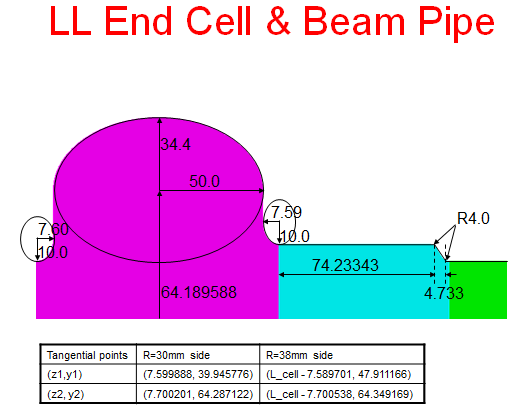 LL End Cell & Beam Pipe
34.4
50.0
7.60
10.0
7.59
10.0
R4.0
74.23343
4.733
64.189588
Tangential points R=30mm side R=38mm side
(z1,y1) (7.599888, 39.945776) (L_cell - 7.589701, 47.911166)
(z2, y2) (7.700201, 64.287122) (L_cell - 7.700538, 64.349169)